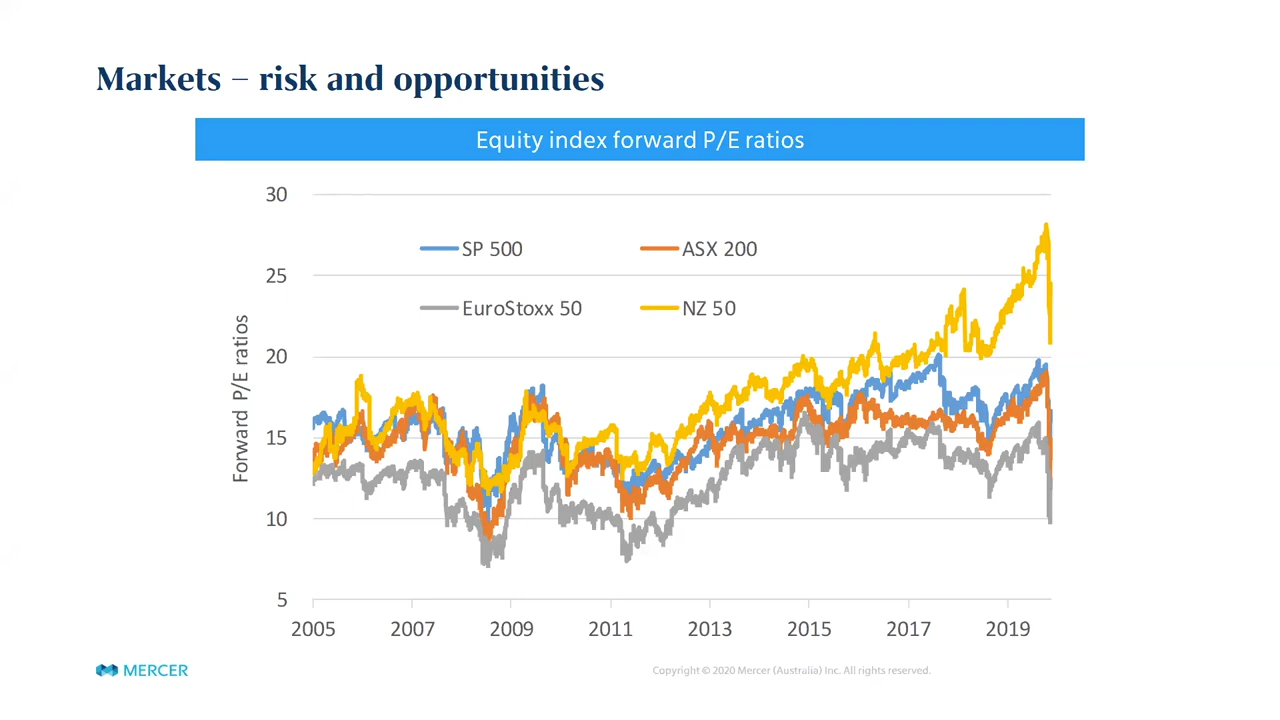 Markets – risk and opportunities
Equity index forward P/E ratios
Forward P/E ratios
30
25
20
15
10
5
SP 500
ASX 200
EuroStoxx 50
NZ 50
2005 2007 2009 2011 2013 2015 2017 2019
MERCER
Copyright © 2020 Mercer (Australia) Inc. All rights reserved.